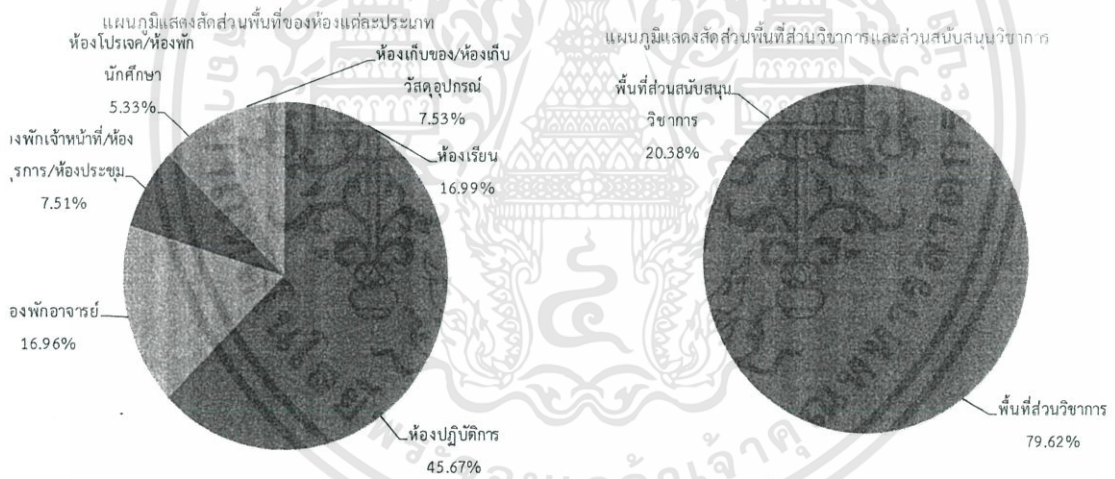 แผนภูมิแสดงสัดส่วนพื้นที่ของห้องแต่ละประเภท
ห้องโปรเจค/ห้องพัก
นักศึกษา
5.33%
ห้องเก็บของ/ห้องเก็บ
วัสดุอุปกรณ์
7.53%
ห้องเรียน
16.99%
งพักเจ้าหน้าที่/ห้อง
ุรการ/ห้องประชุม
7.51%
องพักอาจารย์
16.96%
ห้องปฏิบัติการ
45.67%
แผนภูมิแสดงสัดส่วนพื้นที่ส่วนวิชาการและส่วนสนับสนุนวิชาการ
พื้นที่ส่วนสนับสนุน
วิชาการ
20.38%
พื้นที่ส่วนวิชาการ
79.62%